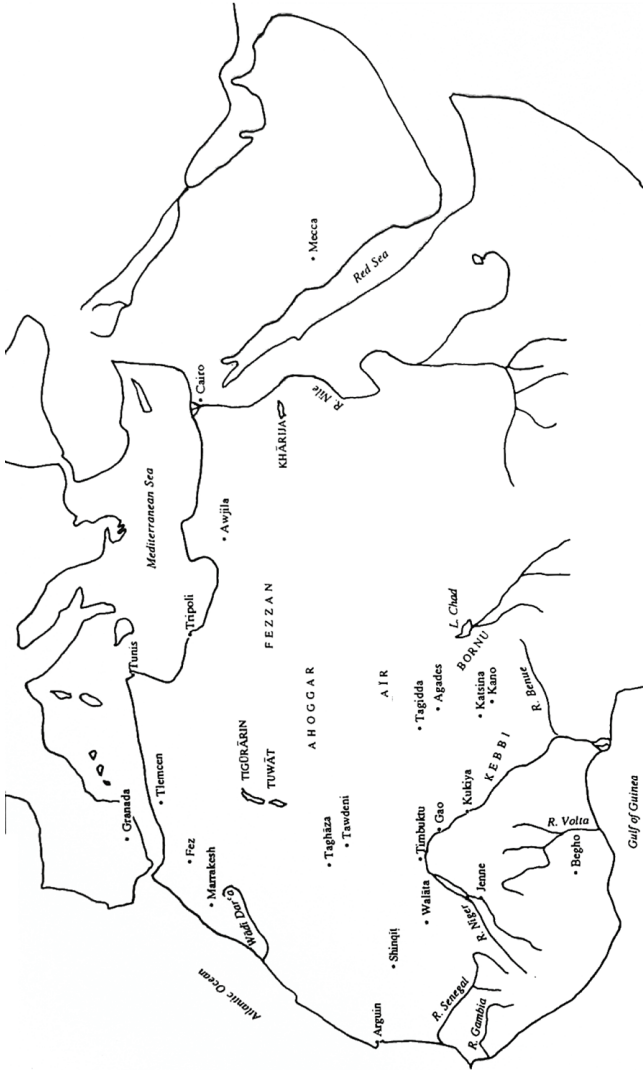 Mecca
Red Sea
Cairo
R. Nile
KHĀRIJA
Mediterranean Sea
Awjila
Tripoli
FEZZAN
L. Chad
BORNU
Tunis
AHOGGAR
AIR
Tagidda
Agades
Katsina
Kano
R. Benue
TIGŪRĀRIN
TUWĀT
KEBBI
Granada
Tlemcen
Kukiya
Fez
Taghāza
Tawdeni
Timbuktu
Gao
R. Volta
Gulf of Guinea
Marrakesh
Wādī Dar'a
Walāta
Jenne
Begho
R. Niger
Shinqīt
Atlantic Ocean
Arguin
R. Senegal
R. Gambia